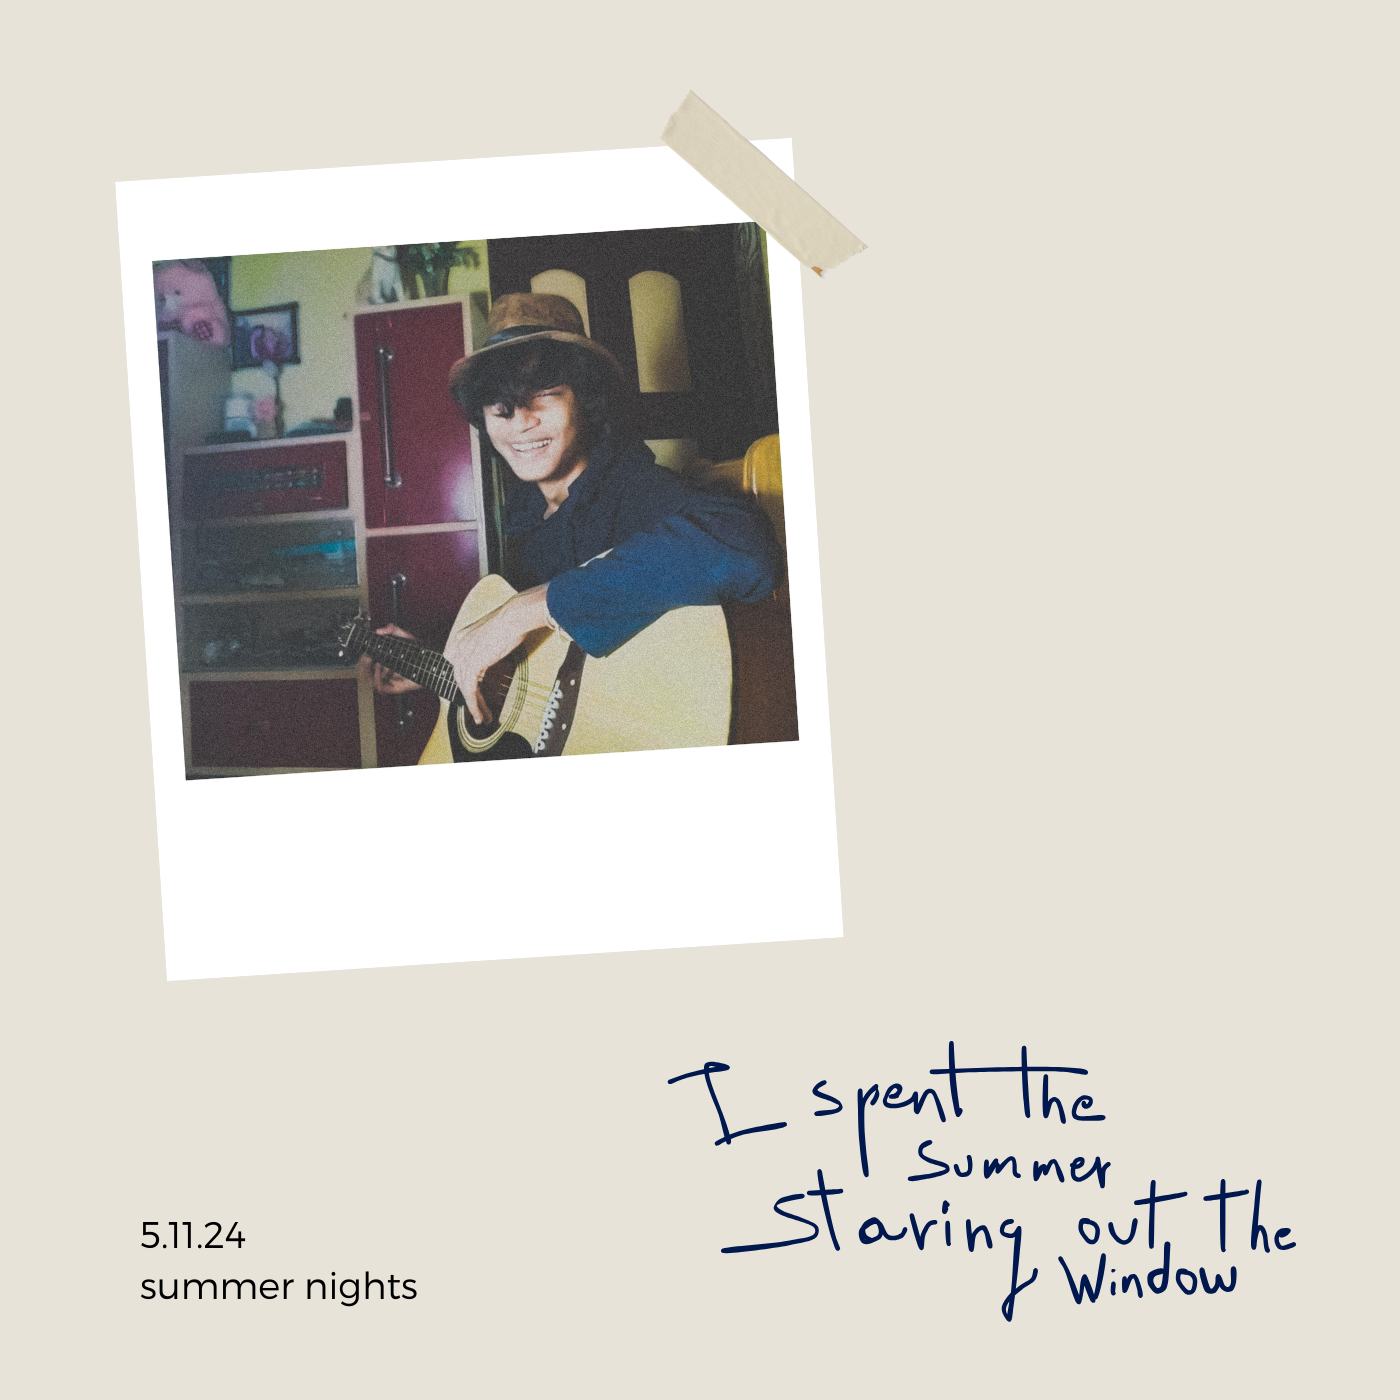 I spent the
summer
staring out the
window
5.11.24
summer nights